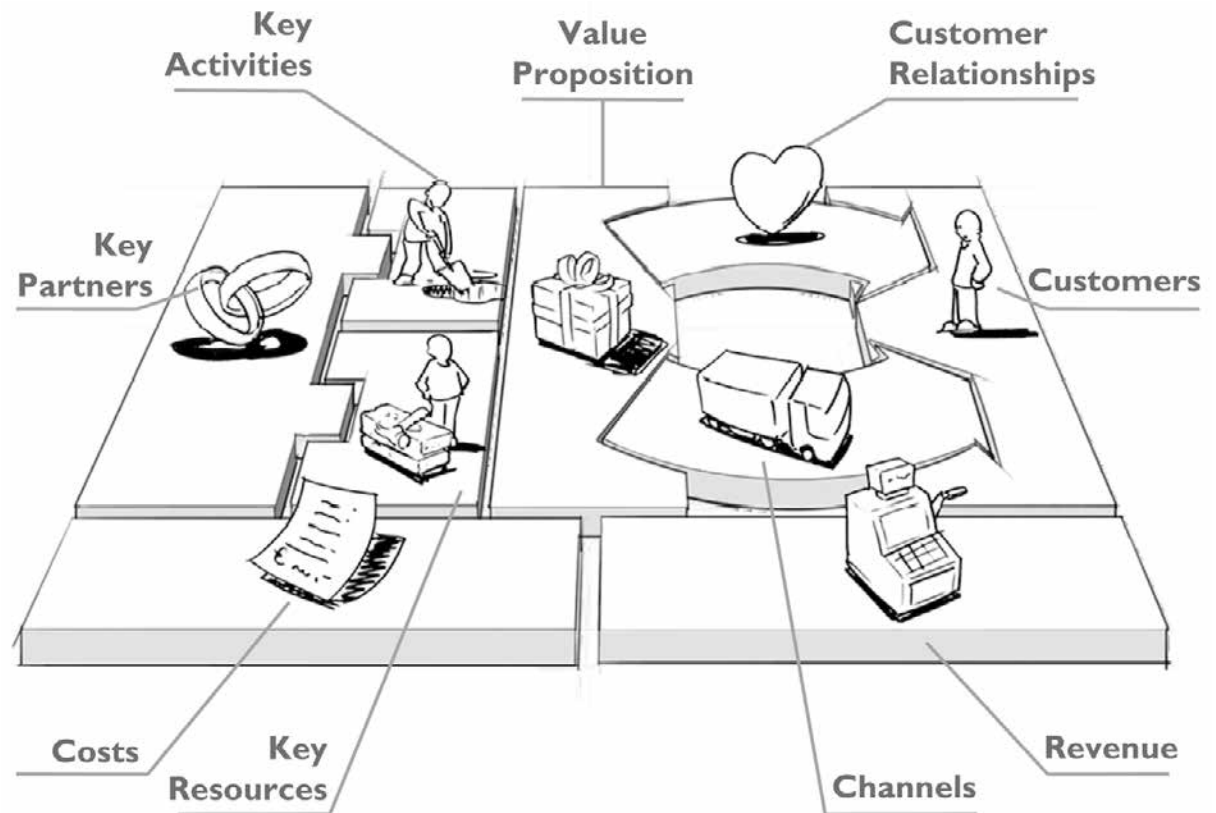 Key
Activities
Value
Proposition
Customer
Relationships
Key
Partners
Customers
Costs
Key
Resources
Channels
Revenue